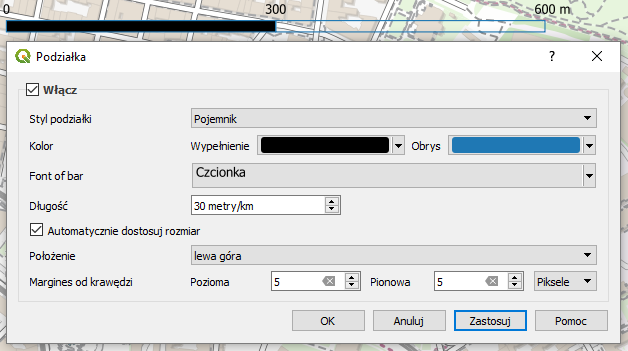 0 300 600 m
Podziałka ?
Włącz
Styl podziałki Pojemnik
Kolor Wypełnienie Obrys
Font of bar Czcionka
Długość 30 metry/km
Automatycznie dostosuj rozmiar
Położenie lewa góra
Margines od krawędzi Pozioma 5 Pionowa 5 Piksele
OK Anuluj Zastosuj Pomoc